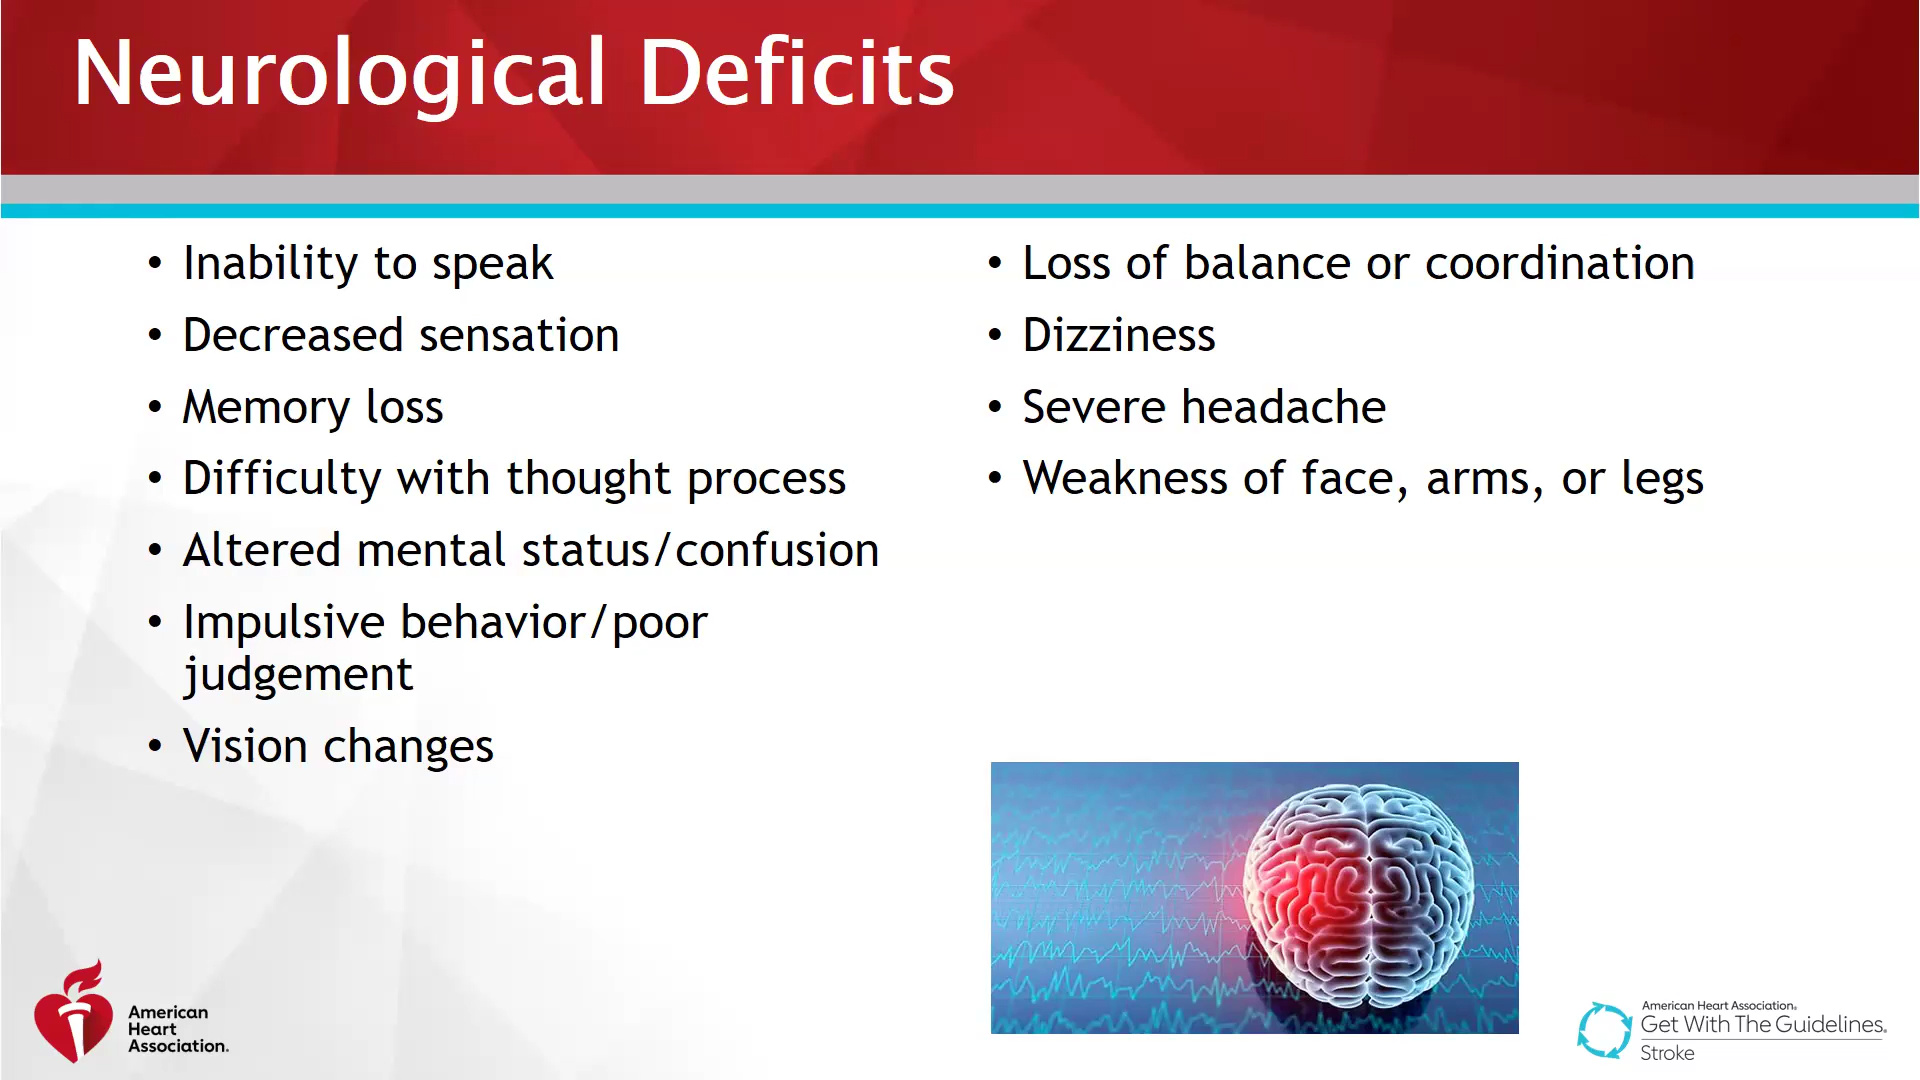 Neurological Deficits
• Inability to speak
• Decreased sensation
• Memory loss
• Difficulty with thought process
• Altered mental status/confusion
• Impulsive behavior/poor
judgement
• Vision changes
• Loss of balance or coordination
• Dizziness
• Severe headache
• Weakness of face, arms, or legs
American
Heart
Association.
American Heart Association®
Get With The Guidelines®
Stroke